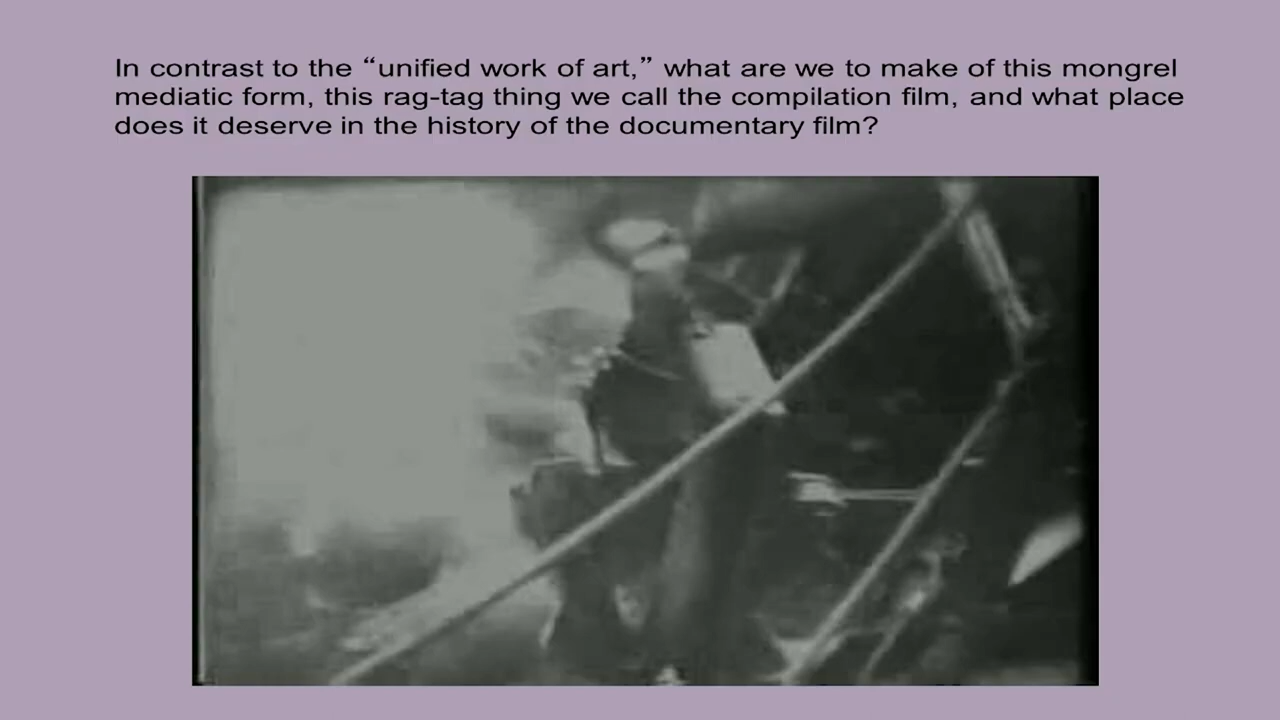 In contrast to the “unified work of art,” what are we to make of this mongrel
mediatic form, this rag-tag thing we call the compilation film, and what place
does it deserve in the history of the documentary film?